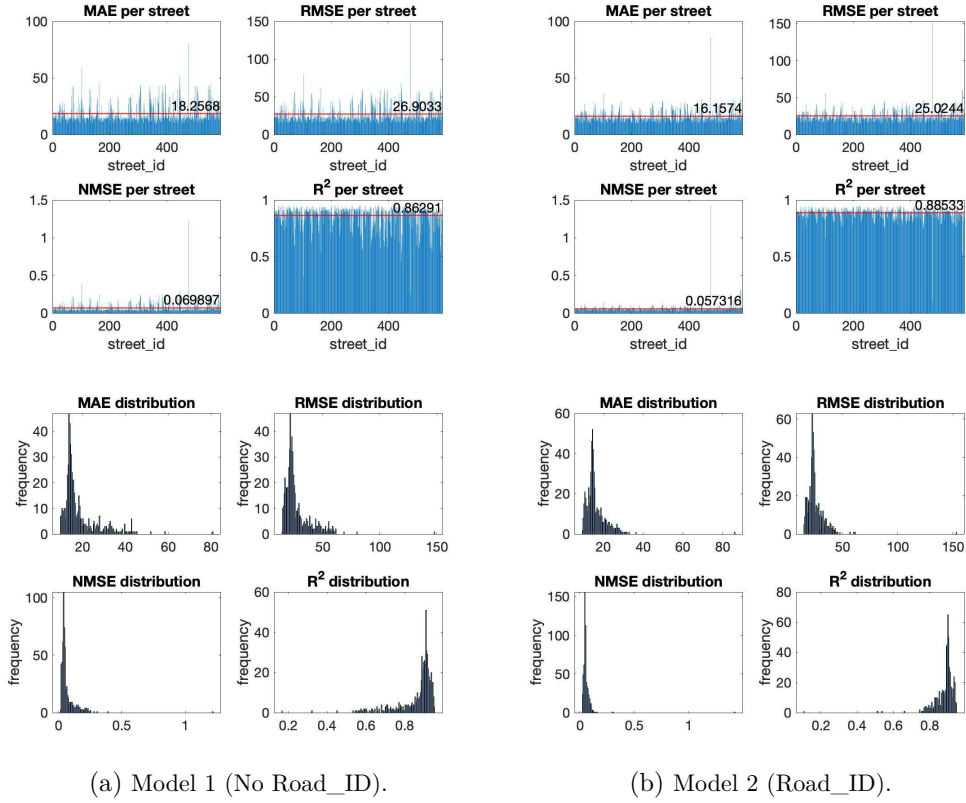 MAE per street
100
50
0
18.2568
0 200 400
street_id
RMSE per street
150
100
50
0
26.9033
0 200 400
street_id
NMSE per street
1.5
1
0.5
0
0.069897
0 200 400
street_id
R² per street
1
0.5
0
0.86291
0 200 400
street_id
MAE distribution
frequency
40
30
20
10
0
20 40 60 80
RMSE distribution
frequency
40
30
20
10
0
50 100 150
NMSE distribution
frequency
100
50
0
0 0.5 1
R² distribution
frequency
60
40
20
0
0.2 0.4 0.6 0.8
(a) Model 1 (No Road_ID).
MAE per street
100
50
0
16.1574
0 200 400
street_id
RMSE per street
150
100
50
0
25.0244
0 200 400
street_id
NMSE per street
1.5
1
0.5
0
0.057316
0 200 400
street_id
R² per street
1
0.5
0
0.88533
0 200 400
street_id
MAE distribution
frequency
60
40
20
0
20 40 60 80
RMSE distribution
frequency
60
40
20
0
50 100 150
NMSE distribution
frequency
150
100
50
0
0 0.5 1
R² distribution
frequency
80
60
40
20
0
0.2 0.4 0.6 0.8
(b) Model 2 (Road_ID).